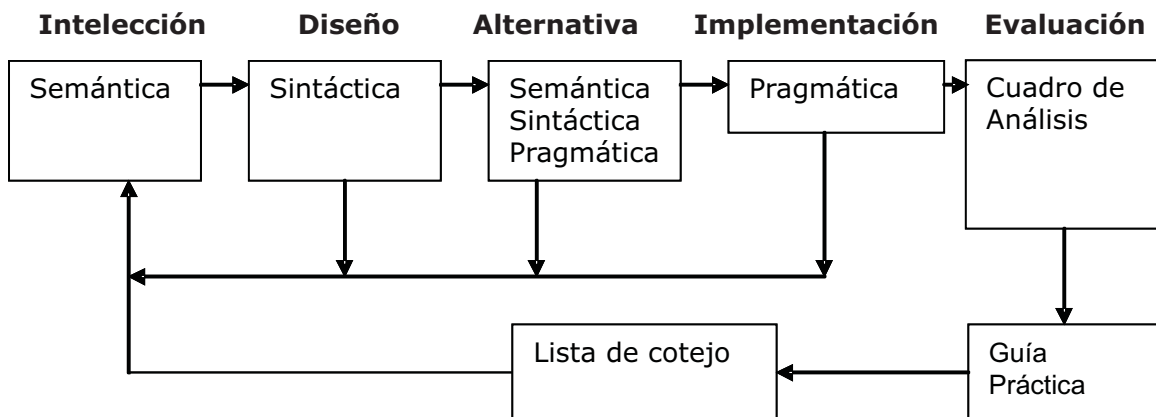 Intelección Diseño Alternativa Implementación Evaluación
Semántica
Sintáctica
Semántica
Sintáctica
Pragmática
Pragmática
Cuadro de
Análisis
Lista de cotejo
Guía
Práctica